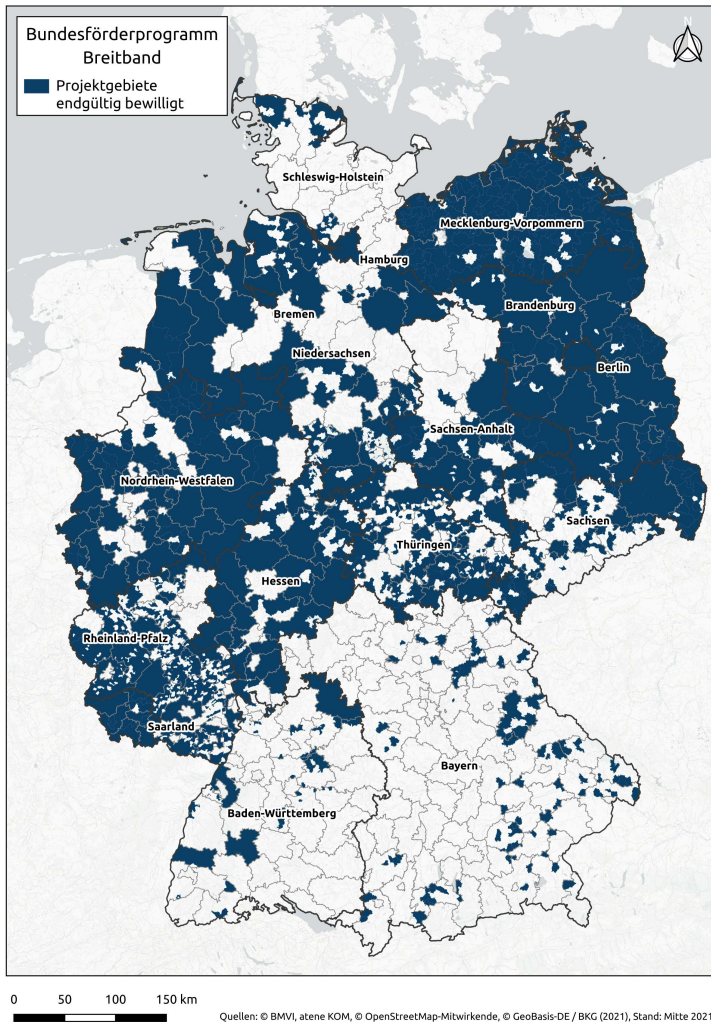 Bundesförderprogramm
Breitband
Projektgebiete
endgültig bewilligt
N
Schleswig-Holstein
Mecklenburg-Vorpommern
Hamburg
Brandenburg
Bremen
Niedersachsen
Berlin
Sachsen-Anhalt
Nordrhein-Westfalen
Sachsen
Thüringen
Hessen
Rheinland-Pfalz
Saarland
Bayern
Baden-Württemberg
0 50 100 150 km
Quellen: © BMVI, atene KOM, © OpenStreetMap-Mitwirkende, © GeoBasis-DE / BKG (2021), Stand: Mitte 2021